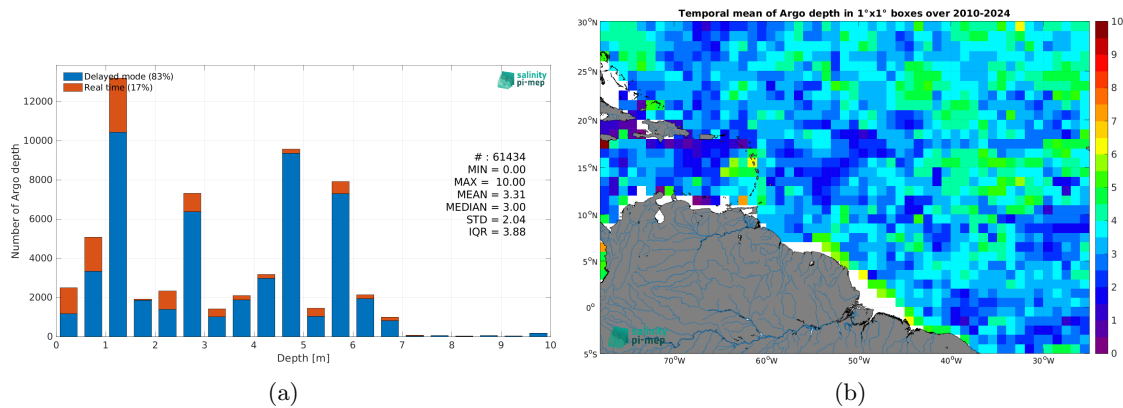 Delayed mode (83%)
Real time (17%)
salinity
pi-mep
# : 61434
MIN = 0.00
MAX = 10.00
MEAN = 3.31
MEDIAN = 3.00
STD = 2.04
IQR = 3.88
Number of Argo depth
12000
10000
8000
6000
4000
2000
0
0 1 2 3 4 5 6 7 8 9 10
Depth [m]
(a)
Temporal mean of Argo depth in 1°x1° boxes over 2010-2024
30°N
25°N
20°N
15°N
10°N
5°N
0°
5°S
70°W 60°W 50°W 40°W 30°W
salinity
pi-mep
10
9
8
7
6
5
4
3
2
1
0
(b)